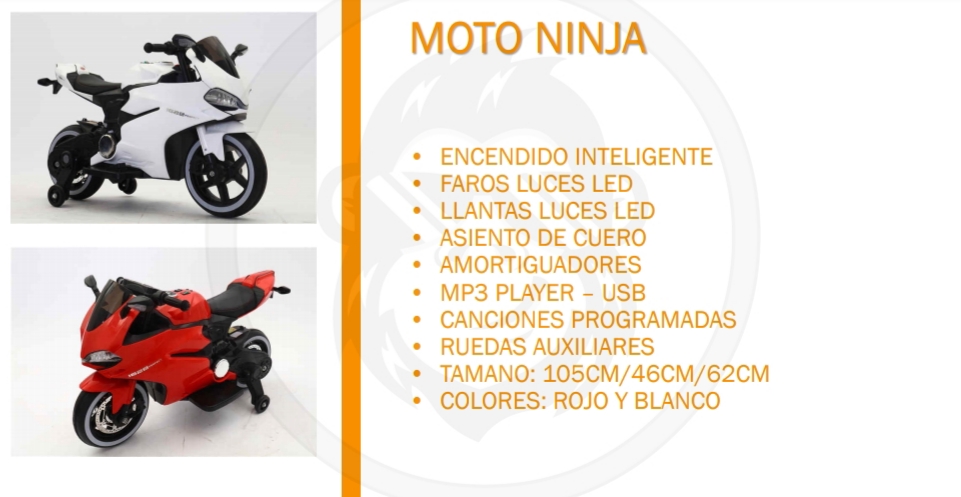 MOTO NINJA
• ENCENDIDO INTELIGENTE
• FAROS LUCES LED
• LLANTAS LUCES LED
• ASIENTO DE CUERO
• AMORTIGUADORES
• MP3 PLAYER – USB
• CANCIONES PROGRAMADAS
• RUEDAS AUXILIARES
• TAMANO: 105CM/46CM/62CM
• COLORES: ROJO Y BLANCO